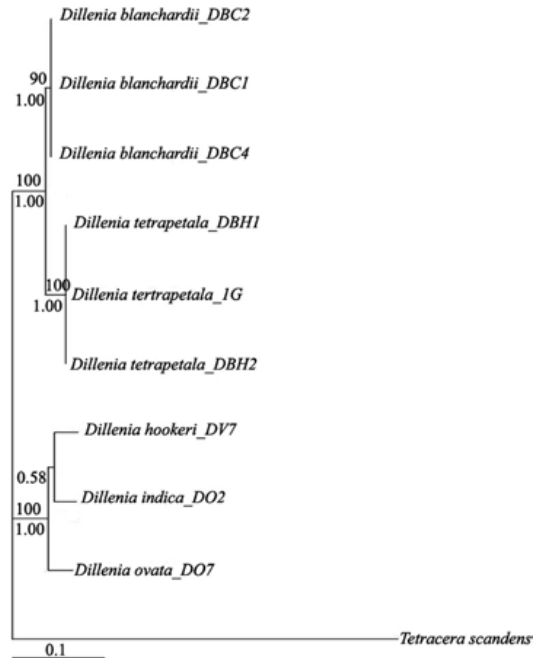 Dillenia blanchardii_DBC2
90
Dillenia blanchardii_DBC1
1.00
Dillenia blanchardii_DBC4
100
1.00
Dillenia tetrapetala_DBH1
100
Dillenia tertrapetala_1G
1.00
Dillenia tetrapetala_DBH2
Dillenia hookeri_DV7
0.58
Dillenia indica_DO2
100
1.00
Dillenia ovata_DO7
Tetracera scandens
0.1